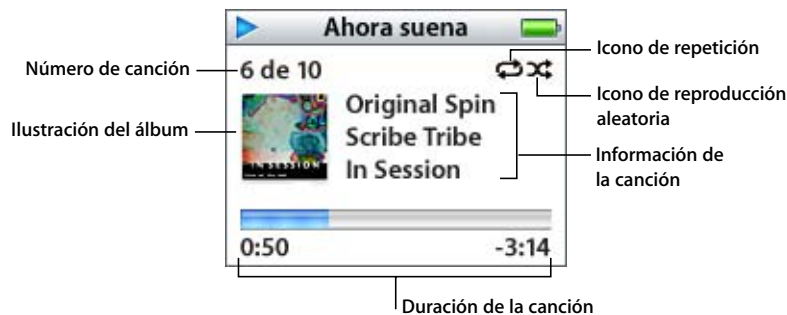 Ahora suena
Número de canción
6 de 10
Icono de repetición
Icono de reproducción
aleatoria
Ilustración del álbum
IN SESSION
Original Spin
Scribe Tribe
In Session
Información de
la canción
0:50
-3:14
Duración de la canción